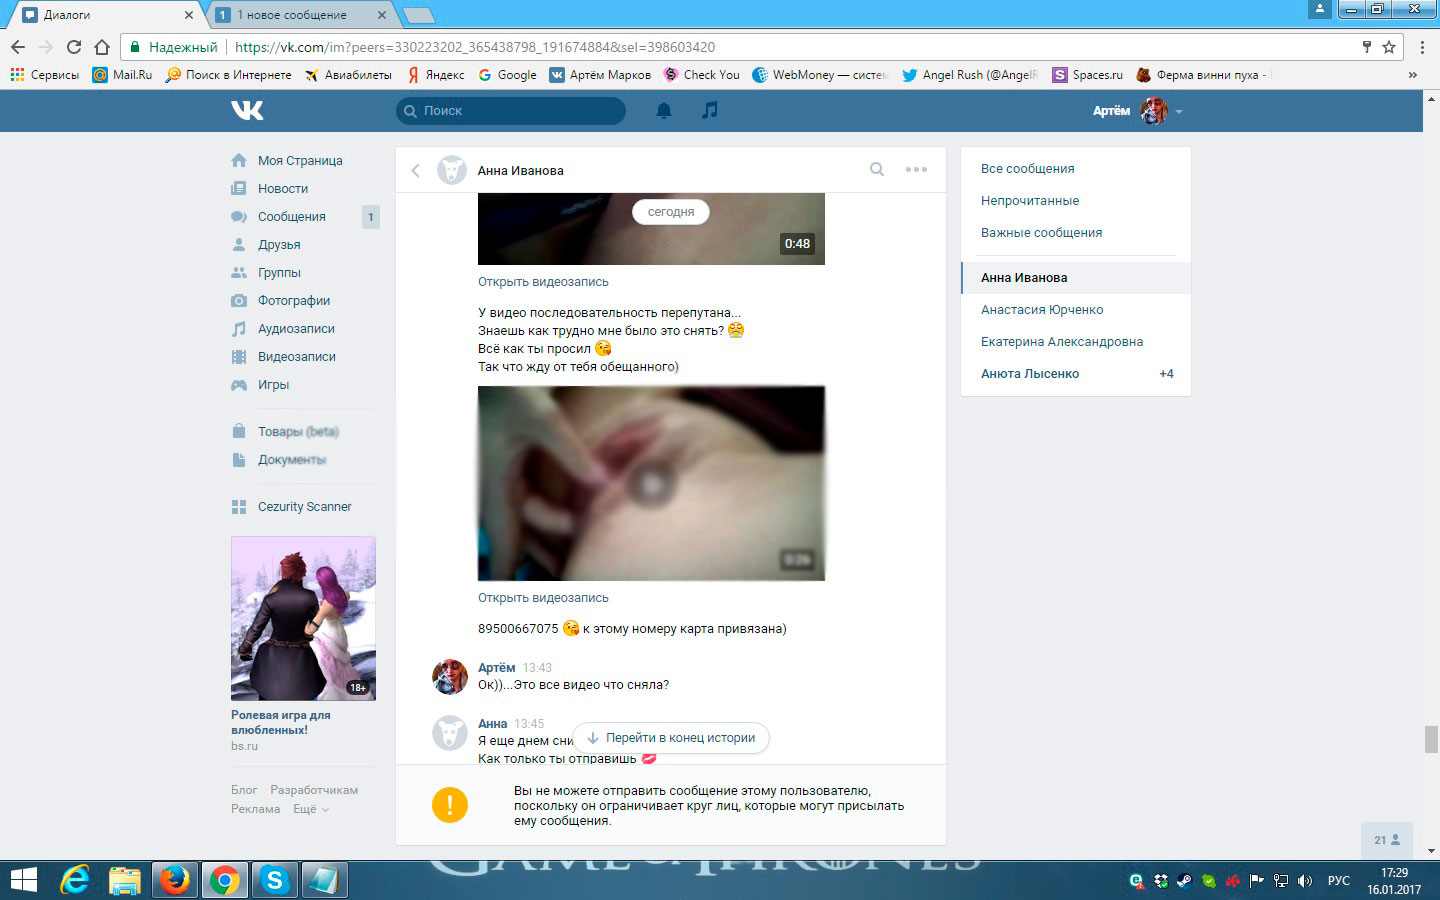 Диалоги
1 1 новое сообщение
Надежный https://vk.com/im?peers=330223202_365438798_191674884&sel=398603420
Сервисы @ Mail.Ru Поиск в Интернете Авиабилеты Я Яндекс G Google Артём Марков Check You WebMoney — систем Angel Rush (@AngelR S Spaces.ru Ферма винни пуха - »
Поиск
Артём
Моя Страница
Новости
Сообщения 1
Друзья
Группы
Фотографии
Аудиозаписи
Видеозаписи
Игры
Товары (beta)
Документы
Cezurity Scanner
18+
Ролевая игра для
влюбленных!
bs.ru
Блог Разработчикам
Реклама Ещё
Анна Иванова
сегодня
0:48
Открыть видеозапись
У видео последовательность перепутана...
Знаешь как трудно мне было это снять? 😤
Всё как ты просил 😘
Так что жду от тебя обещанного)
Открыть видеозапись
89500667075 😘 к этому номеру карта привязана)
Артём 13:43
Ок))...Это все видео что сняла?
Анна 13:45
Я еще днем сни
Перейти в конец истории
Как только ты отправишь 💋
Вы не можете отправить сообщение этому пользователю,
поскольку он ограничивает круг лиц, которые могут присылать
ему сообщения.
Все сообщения
Непрочитанные
Важные сообщения
Анна Иванова
Анастасия Юрченко
Екатерина Александровна
Анюта Лысенко +4
21
GAME OF THRONES
РУС
17:29
16.01.2017